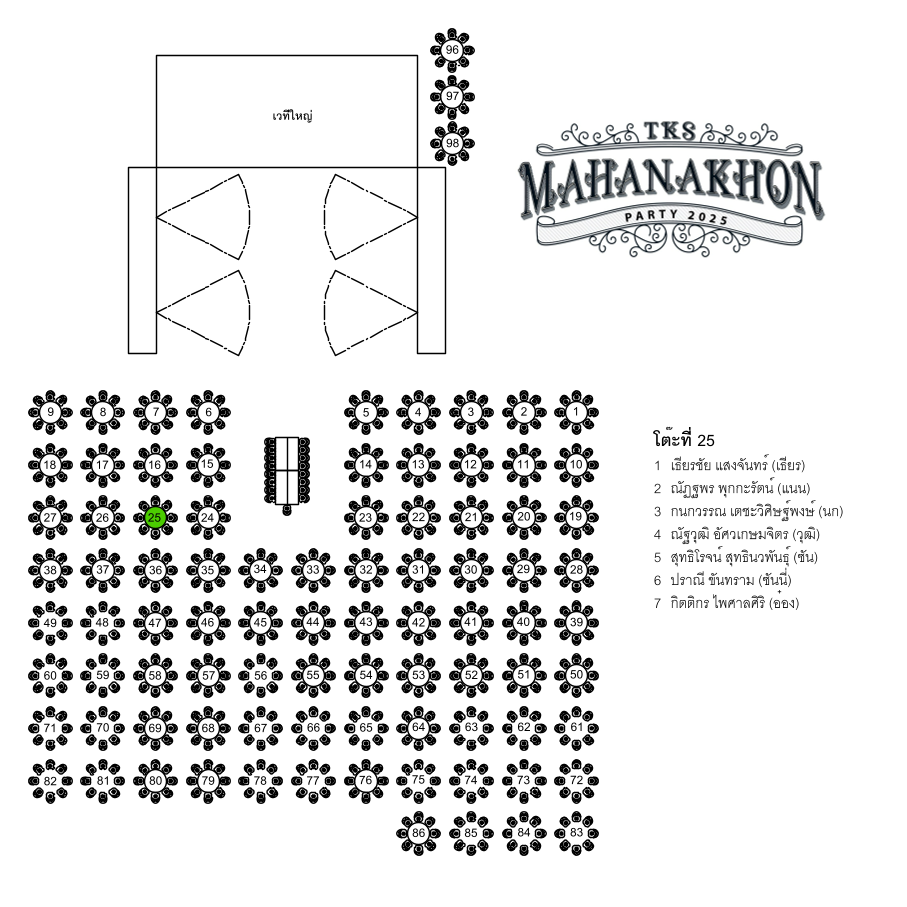 96
97
98
เวทีใหญ่
TKS
MAHANAKHON
PARTY 2025
9 8 7 6 5 4 3 2 1
18 17 16 15 14 13 12 11 10
27 26 25 24 23 22 21 20 19
38 37 36 35 34 33 32 31 30 29 28
49 48 47 46 45 44 43 42 41 40 39
60 59 58 57 56 55 54 53 52 51 50
71 70 69 68 67 66 65 64 63 62 61
82 81 80 79 78 77 76 75 74 73 72
86 85 84 83
โต๊ะที่ 25
1 เธียรชัย แสงจันทร์ (เธียร)
2 ณัฏฐพร พุกกะรัตน์ (แนน)
3 กนกวรรณ เตชะวิศิษฐ์พงษ์ (นก)
4 ณัฐวุฒิ อัศวเกษมจิตร (วุฒิ)
5 สุทธิโรจน์ สุทธินวพันธุ์ (ซัน)
6 ปราณี ขันทราม (ซันนี่)
7 กิตติกร ไพศาลศิริ (อ๋อง)